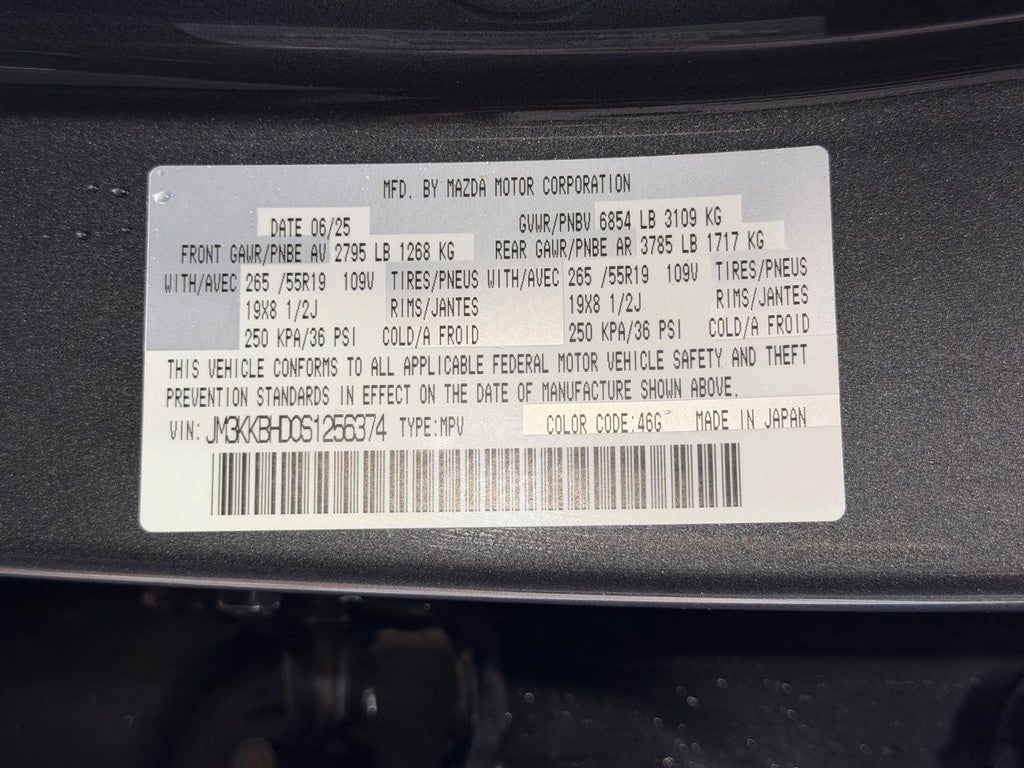 MFD. BY MAZDA MOTOR CORPORATION
DATE 06/25 GVWR/PNBV 6854 LB 3109 KG
FRONT GAWR/PNBE AV 2795 LB 1268 KG REAR GAWR/PNBE AR 3785 LB 1717 KG
WITH/AVEC 265 /55R19 109V TIRES/PNEUS WITH/AVEC 265 /55R19 109V TIRES/PNEUS
19X8 1/2J RIMS/JANTES 19X8 1/2J RIMS/JANTES
250 KPA/36 PSI COLD/A FROID 250 KPA/36 PSI COLD/A FROID
THIS VEHICLE CONFORMS TO ALL APPLICABLE FEDERAL MOTOR VEHICLE SAFETY AND THEFT
PREVENTION STANDARDS IN EFFECT ON THE DATE OF MANUFACTURE SHOWN ABOVE.
VIN: JM3KKBHD0S1256374 TYPE:MPV COLOR CODE:46G MADE IN JAPAN